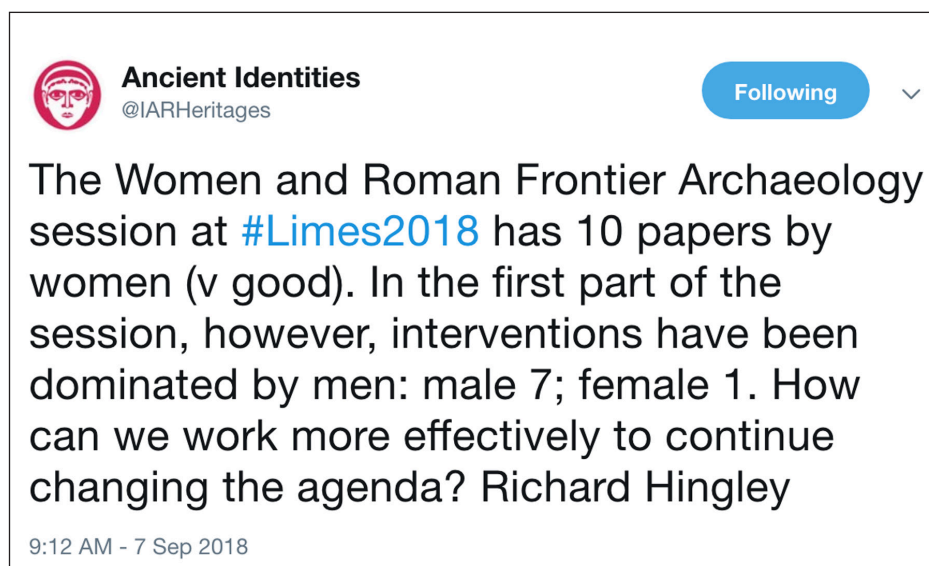 Ancient Identities
@IARHeritages
Following
The Women and Roman Frontier Archaeology
session at #Limes2018 has 10 papers by
women (v good). In the first part of the
session, however, interventions have been
dominated by men: male 7; female 1. How
can we work more effectively to continue
changing the agenda? Richard Hingley
9:12 AM - 7 Sep 2018